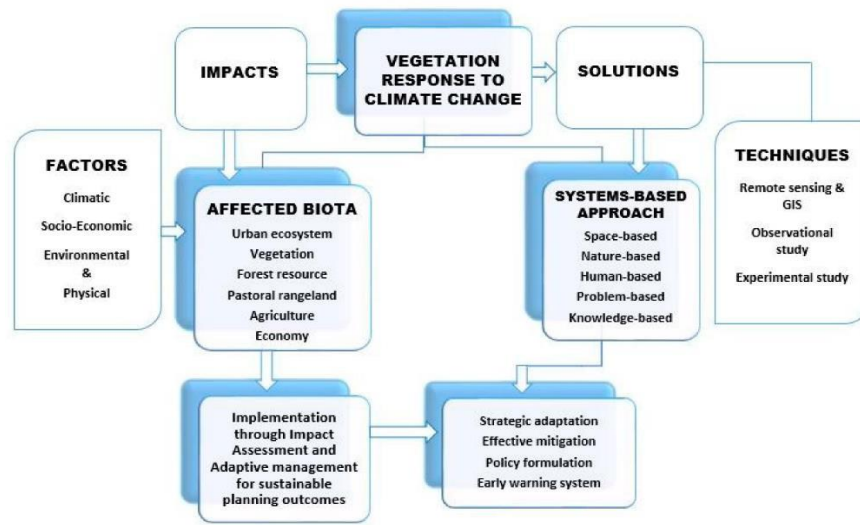 IMPACTS
VEGETATION
RESPONSE TO
CLIMATE CHANGE
SOLUTIONS
FACTORS
Climatic
Socio-Economic
Environmental
&
Physical
AFFECTED BIOTA
Urban ecosystem
Vegetation
Forest resource
Pastoral rangeland
Agriculture
Economy
SYSTEMS-BASED
APPROACH
Space-based
Nature-based
Human-based
Problem-based
Knowledge-based
TECHNIQUES
Remote sensing &
GIS
Observational
study
Experimental study
Implementation
through Impact
Assessment and
Adaptive management
for sustainable
planning outcomes
Strategic adaptation
Effective mitigation
Policy formulation
Early warning system